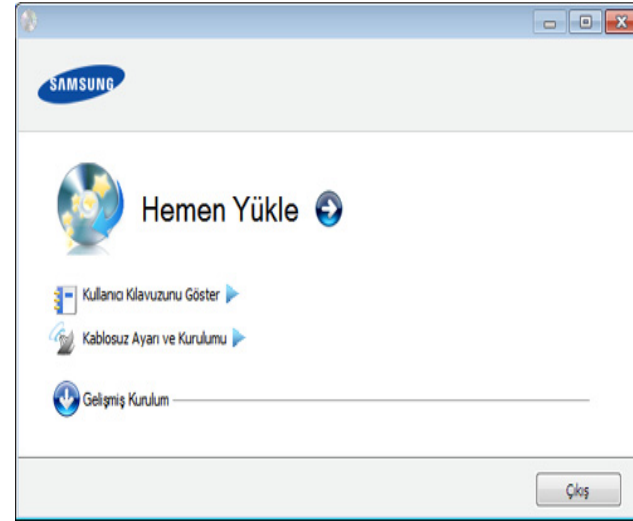 SAMSUNG
Hemen Yükle
Kullanıcı Kılavuzunu Göster
Kablosuz Ayarı ve Kurulumu
Gelişmiş Kurulum
Çıkış